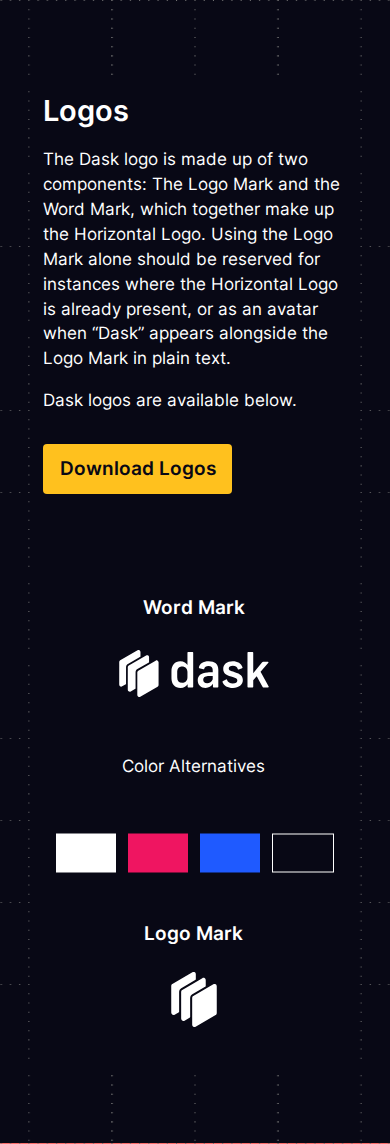 Logos
The Dask logo is made up of two
components: The Logo Mark and the
Word Mark, which together make up
the Horizontal Logo. Using the Logo
Mark alone should be reserved for
instances where the Horizontal Logo
is already present, or as an avatar
when “Dask” appears alongside the
Logo Mark in plain text.
Dask logos are available below.
Download Logos
Word Mark
dask
Color Alternatives
Logo Mark